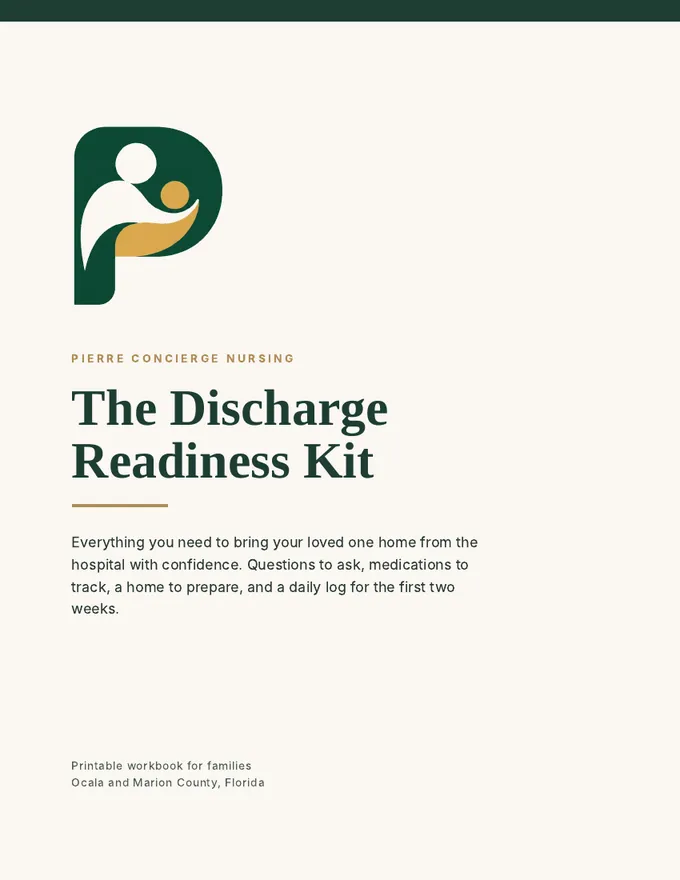 PIERRE CONCIERGE NURSING
The Discharge
Readiness Kit
Everything you need to bring your loved one home from the
hospital with confidence. Questions to ask, medications to
track, a home to prepare, and a daily log for the first two
weeks.
Printable workbook for families
Ocala and Marion County, Florida